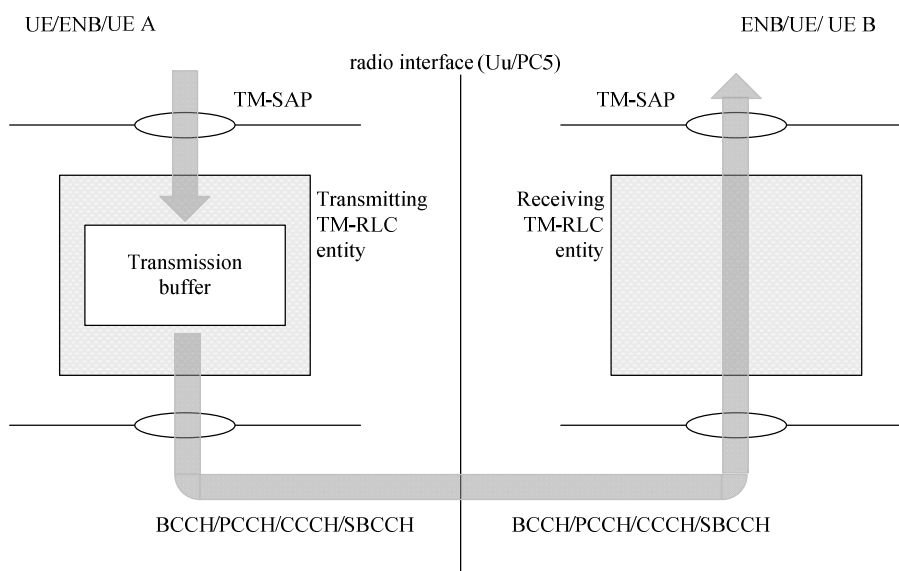 UE/ENB/UE A
ENB/UE/ UE B
radio interface (Uu/PC5)
TM-SAP
TM-SAP
Transmitting
TM-RLC
entity
Receiving
TM-RLC
entity
Transmission
buffer
BCCH/PCCH/CCCH/SBCCH
BCCH/PCCH/CCCH/SBCCH